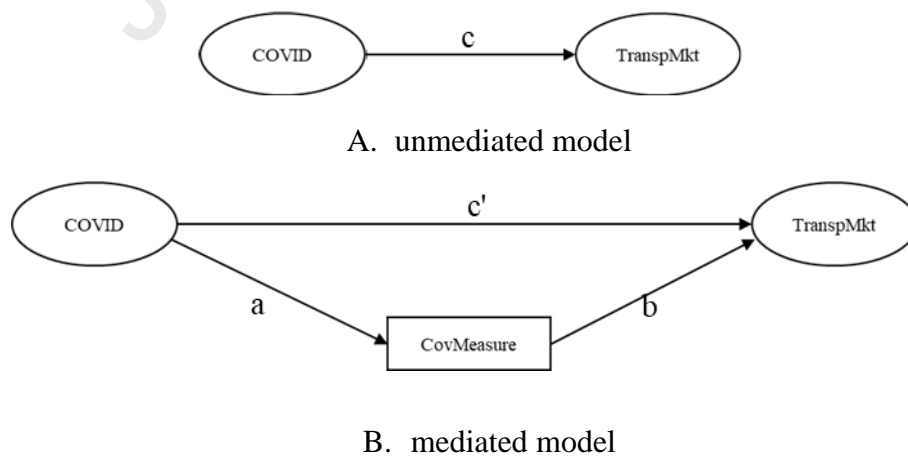 COVID
c
TranspMkt
A. unmediated model
COVID
c'
TranspMkt
a
b
CovMeasure
B. mediated model